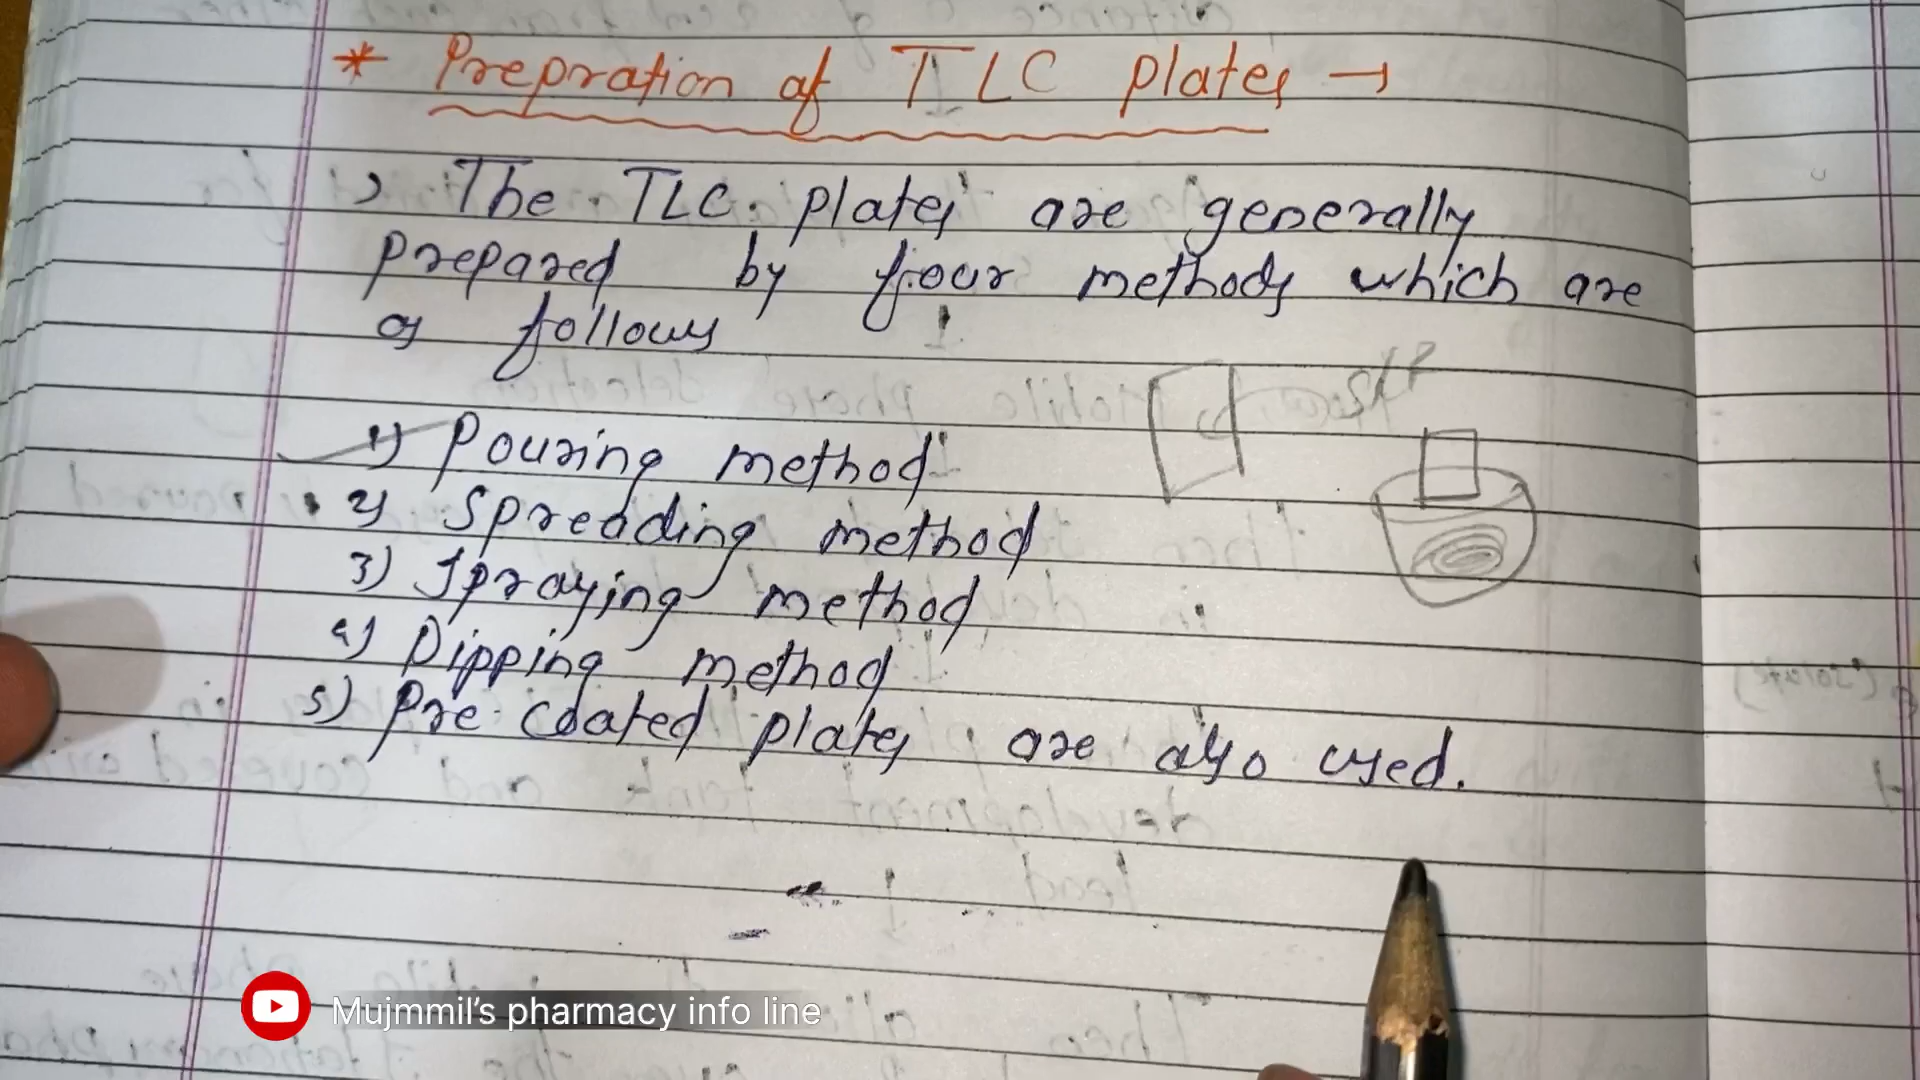 * Prepration of TLC plates →
The TLC plates are generally
prepared by four methods which are
as follows
1) Pouring method
2) Spreading method
3) Spraying method
4) Dipping method
5) Pre-coated plates are also used.
Mujmmil's pharmacy info line